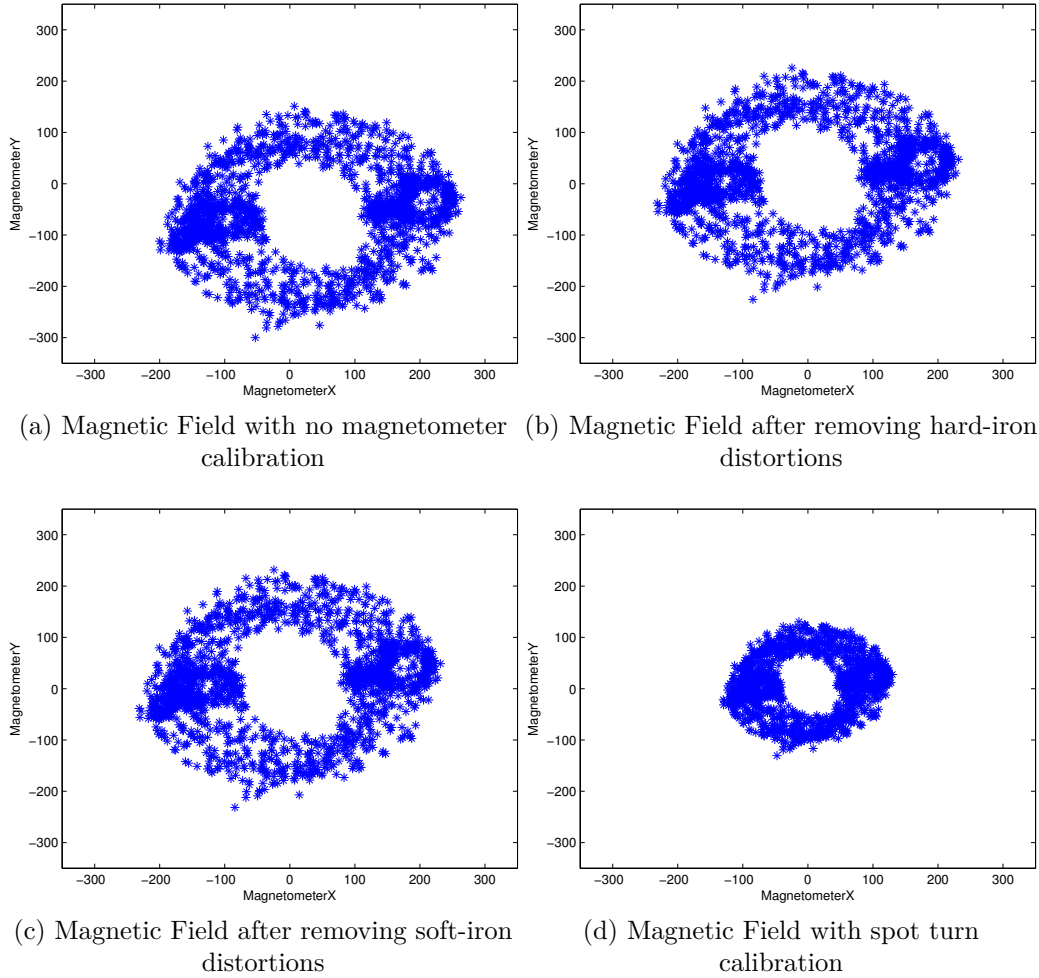 300
200
100
0
−100
−200
−300
MagnetometerY
−300 −200 −100 0 100 200 300
MagnetometerX
(a) Magnetic Field with no magnetometer
calibration
300
200
100
0
−100
−200
−300
MagnetometerY
−300 −200 −100 0 100 200 300
MagnetometerX
(b) Magnetic Field after removing hard-iron
distortions
300
200
100
0
−100
−200
−300
MagnetometerY
−300 −200 −100 0 100 200 300
MagnetometerX
(c) Magnetic Field after removing soft-iron
distortions
300
200
100
0
−100
−200
−300
MagnetometerY
−300 −200 −100 0 100 200 300
MagnetometerX
(d) Magnetic Field with spot turn
calibration